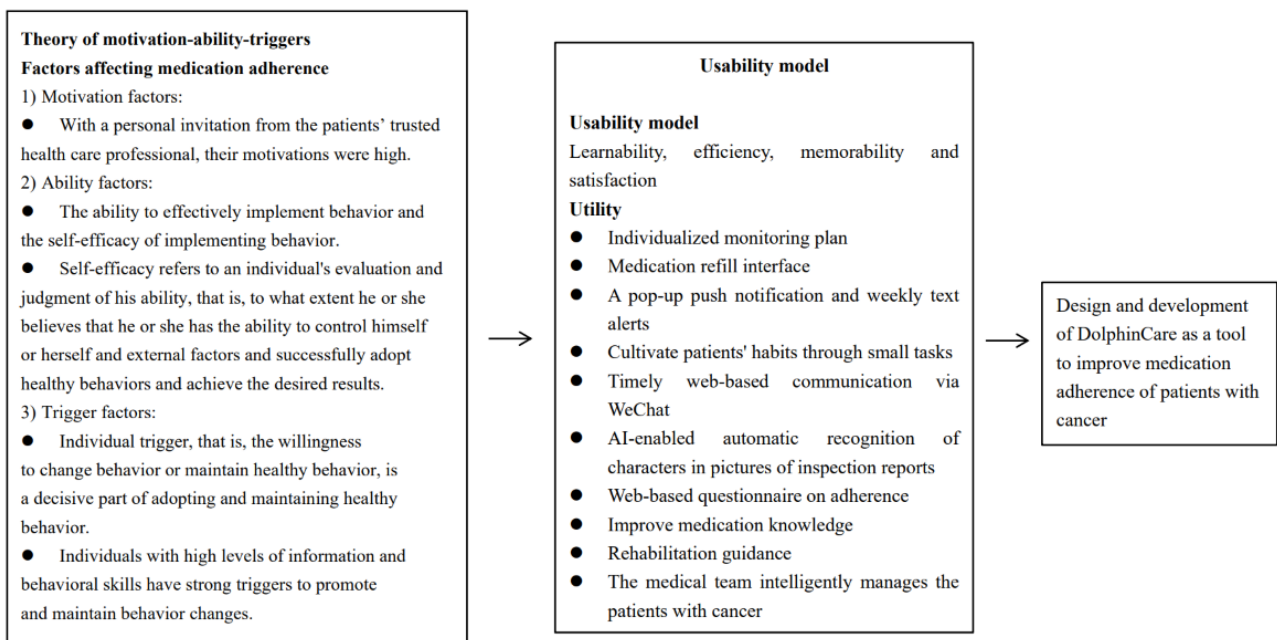 Theory of motivation-ability-triggers
Factors affecting medication adherence
1) Motivation factors:
● With a personal invitation from the patients’ trusted
health care professional, their motivations were high.
2) Ability factors:
● The ability to effectively implement behavior and
the self-efficacy of implementing behavior.
● Self-efficacy refers to an individual's evaluation and
judgment of his ability, that is, to what extent he or she
believes that he or she has the ability to control himself
or herself and external factors and successfully adopt
healthy behaviors and achieve the desired results.
3) Trigger factors:
● Individual trigger, that is, the willingness
to change behavior or maintain healthy behavior, is
a decisive part of adopting and maintaining healthy
behavior.
● Individuals with high levels of information and
behavioral skills have strong triggers to promote
and maintain behavior changes.
Usability model
Usability model
Learnability, efficiency, memorability and
satisfaction
Utility
● Individualized monitoring plan
● Medication refill interface
● A pop-up push notification and weekly text
alerts
● Cultivate patients' habits through small tasks
● Timely web-based communication via
WeChat
● AI-enabled automatic recognition of
characters in pictures of inspection reports
● Web-based questionnaire on adherence
● Improve medication knowledge
● Rehabilitation guidance
● The medical team intelligently manages the
patients with cancer
Design and development
of DolphinCare as a tool
to improve medication
adherence of patients with
cancer